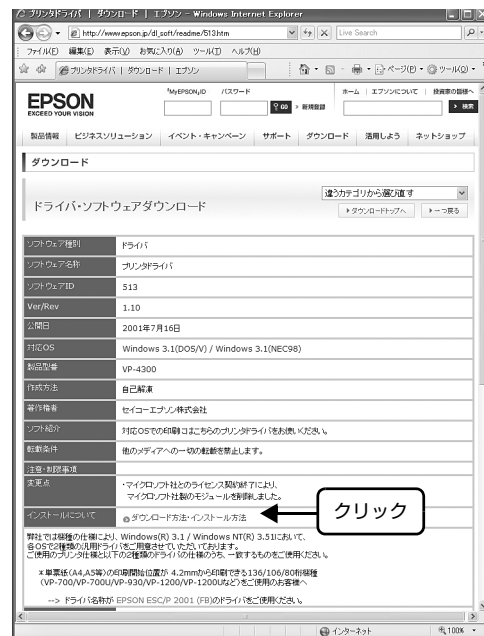 プリンタドライバ | ダウンロード | エプソン - Windows Internet Explorer
http://www.epson.jp/dl_soft/readme/513.htm
Live Search
ファイル(F) 編集(E) 表示(V) お気に入り(A) ツール(T) ヘルプ(H)
プリンタドライバ | ダウンロード | エプソン
ページ(P) ツール(O)
EPSON
EXCEED YOUR VISION
「MyEPSON」ID パスワード
GO 新規登録
ホーム | エプソンについて | 投資家の皆様へ
検索
製品情報 ビジネスソリューション イベント・キャンペーン サポート ダウンロード 活用しよう ネットショップ
ダウンロード
ドライバ・ソフトウェアダウンロード
違うカテゴリから選び直す
ダウンロードトップへ 一つ戻る
ソフトウェア種別 ドライバ
ソフトウェア名称 プリンタドライバ
ソフトウェアID 513
Ver/Rev 1.10
公開日 2001年7月16日
対応OS Windows 3.1(DOS/V) / Windows 3.1(NEC98)
製品型番 VP-4300
作成方法 自己解凍
著作権者 セイコーエプソン株式会社
ソフト紹介 対応OSでの印刷にはこちらのプリンタドライバをお使いください。
転載条件 他のメディアへの一切の転載を禁止します。
注意・制限事項
変更点 ・マイクロソフト社とのライセンス契約終了により、
マイクロソフト社製のモジュールを削除しました。
インストールについて ダウンロード方法・インストール方法
クリック
弊社では機種の仕様により、Windows(R) 3.1 / Windows NT(R) 3.51において、
各OSで2種類の汎用ドライバをご用意させていただいております。
ご使用のプリンタ仕様と以下の2種類のドライバの仕様のうち、一致するものをご使用ください。
×単票紙(A4,A5等)の印刷開始位置が 4.2mmから印刷できる136/106/80桁機種
(VP-700/VP-700U/VP-930/VP-1200/VP-1200Uなど)をご使用のお客様へ
--> ドライバ名称が EPSON ESC/P 2001 (FB)のドライバをご使用ください。
インターネット
100%